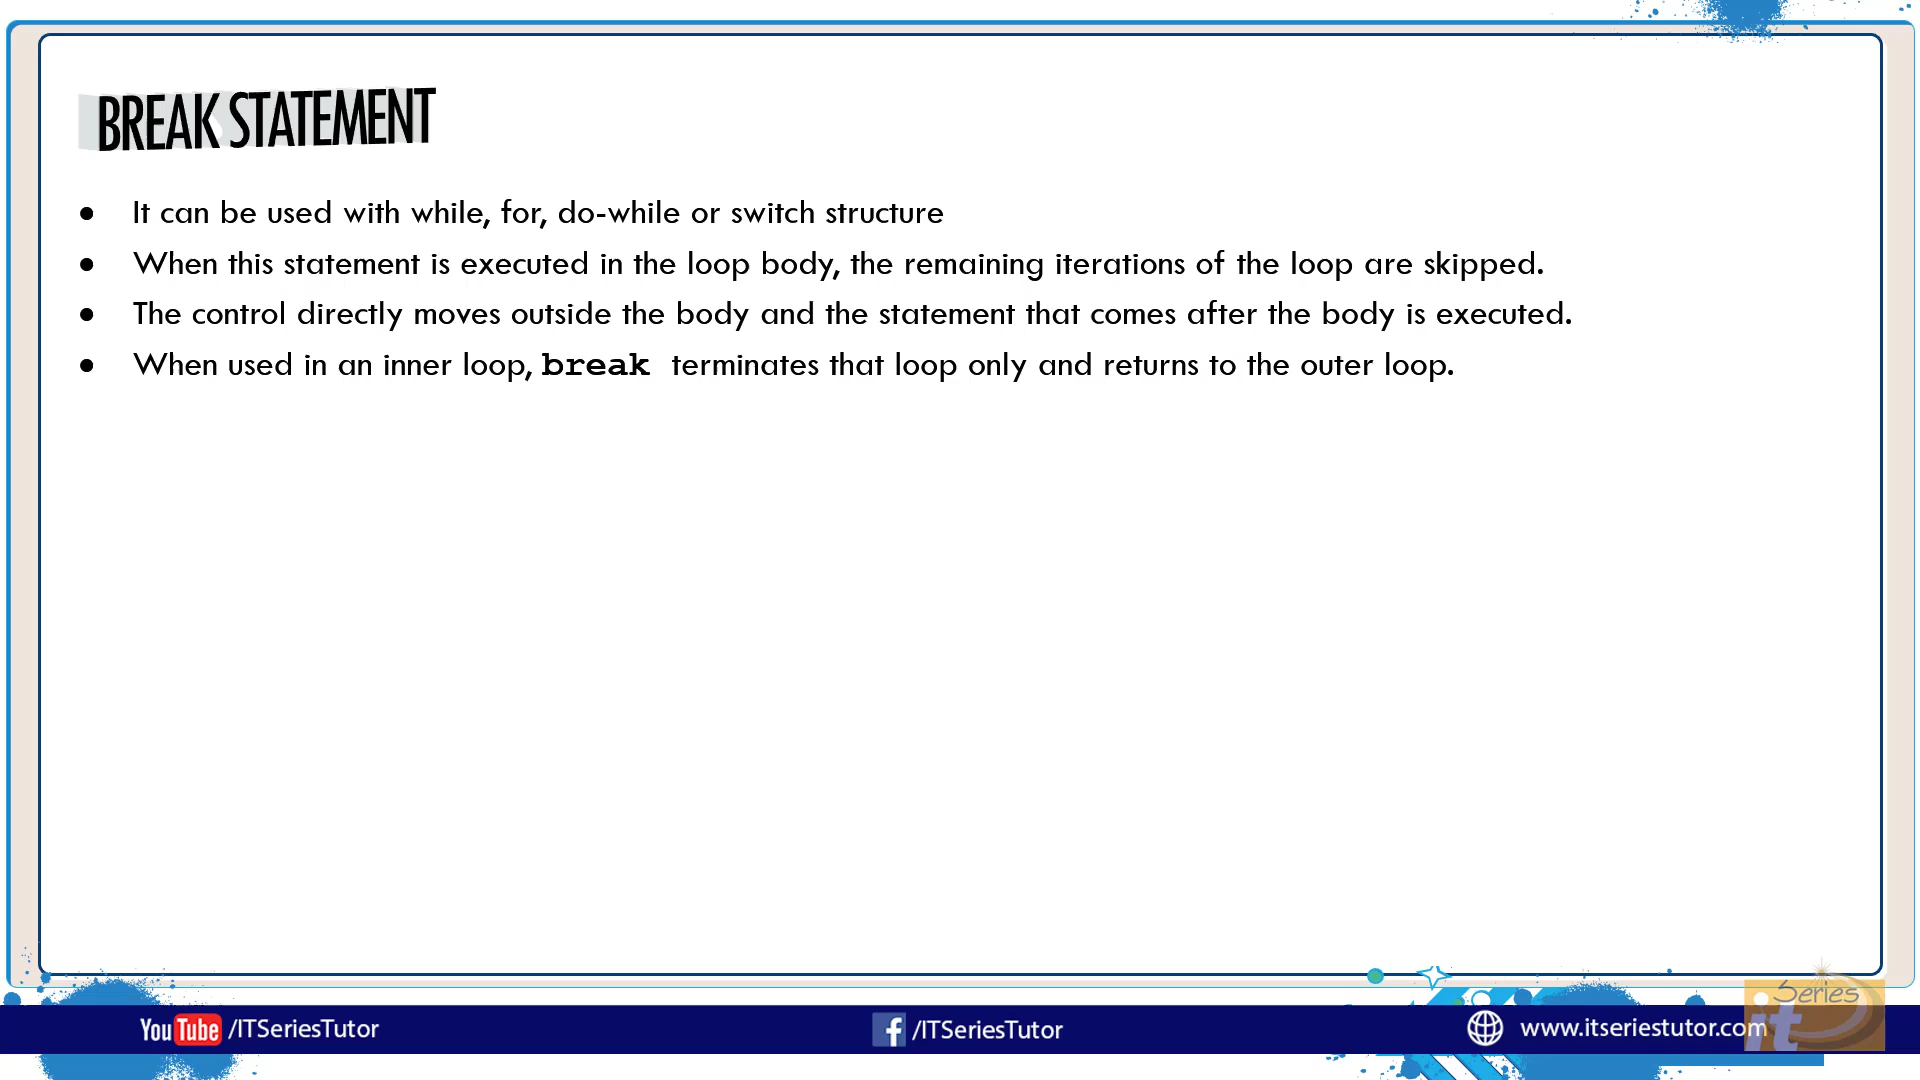 BREAK STATEMENT
● It can be used with while, for, do-while or switch structure
● When this statement is executed in the loop body, the remaining iterations of the loop are skipped.
● The control directly moves outside the body and the statement that comes after the body is executed.
● When used in an inner loop, break terminates that loop only and returns to the outer loop.
YouTube /ITSeriesTutor
f /ITSeriesTutor
www.itseriestutor.com
Series
it